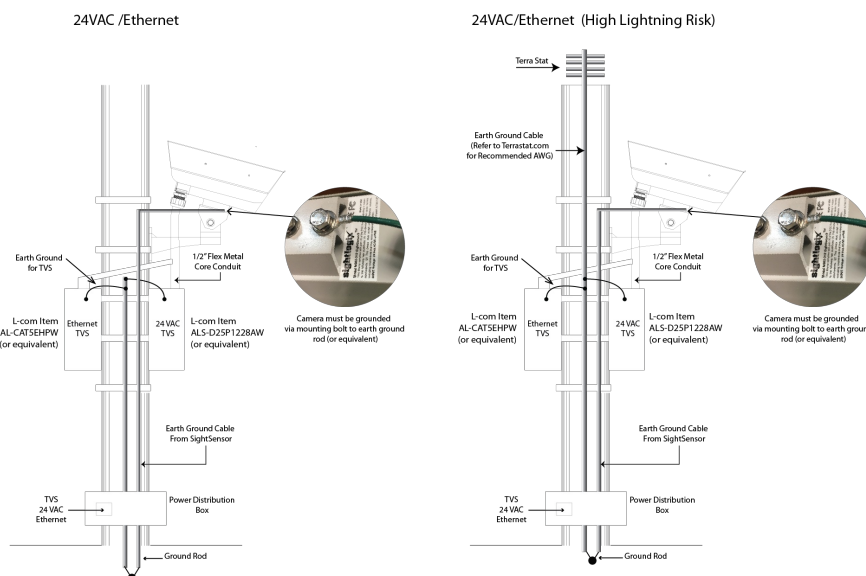 24VAC /Ethernet
Earth Ground
for TVS
1/2" Flex Metal
Core Conduit
L-com Item
AL-CAT5EHPW
(or equivalent)
Ethernet
TVS
24 VAC
TVS
L-com Item
ALS-D25P1228AW
(or equivalent)
sightlogix
Camera must be grounded
via mounting bolt to earth ground
rod (or equivalent)
Earth Ground Cable
From SightSensor
TVS
24 VAC
Ethernet
Power Distribution
Box
Ground Rod
24VAC/Ethernet (High Lightning Risk)
Terra Stat
Earth Ground Cable
(Refer to Terrastat.com
for Recommended AWG)
Earth Ground
for TVS
1/2" Flex Metal
Core Conduit
L-com Item
AL-CAT5EHPW
(or equivalent)
Ethernet
TVS
24 VAC
TVS
L-com Item
ALS-D25P1228AW
(or equivalent)
sightlogix
Camera must be grounded
via mounting bolt to earth groun
rod (or equivalent)
Earth Ground Cable
From SightSensor
TVS
24 VAC
Ethernet
Power Distribution
Box
Ground Rod